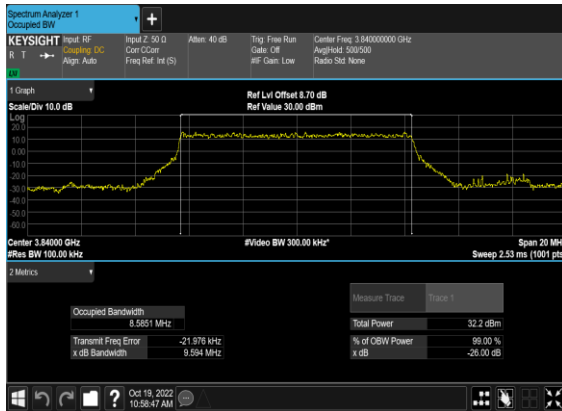 Spectrum Analyzer 1
Occupied BW
KEYSIGHT
R T
Input: RF
Coupling: DC
Align: Auto
Input Z: 50 Ω
Corr CCorr
Freq Ref: Int (S)
Atten: 40 dB
Trig: Free Run
Gate: Off
#IF Gain: Low
Center Freq: 3.840000000 GHz
Avg|Hold: 500/500
Radio Std: None
1 Graph
Scale/Div 10.0 dB
Ref Lvl Offset 8.70 dB
Ref Value 30.00 dBm
Log
20.0
10.0
0.00
-10.0
-20.0
-30.0
-40.0
-50.0
-60.0
Center 3.84000 GHz
#Video BW 300.00 kHz*
Span 20 MH
#Res BW 100.00 kHz
Sweep 2.53 ms (1001 pts
2 Metrics
Measure Trace
Trace 1
Occupied Bandwidth
8.5851 MHz
Total Power
32.2 dBm
Transmit Freq Error
-21.976 kHz
% of OBW Power
99.00 %
x dB Bandwidth
9.594 MHz
x dB
-26.00 dB
?
Oct 19, 2022
10:58:47 AM